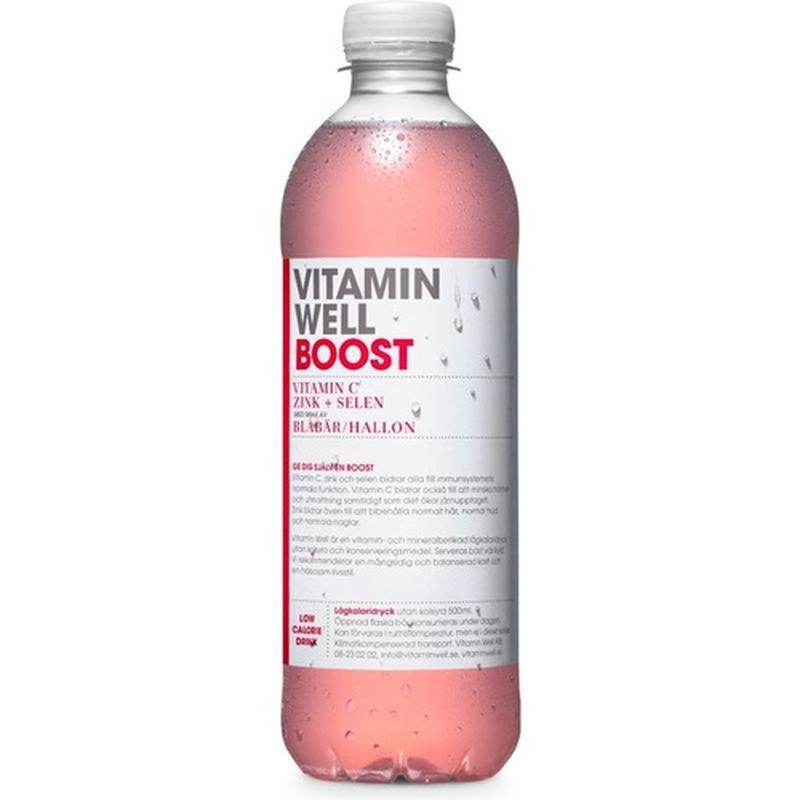 VITAMIN
WELL
BOOST
VITAMIN C
ZINK + SELEN
MED SMAK AV
BLÅBÄR/HALLON
GE DIG SJÄLV EN BOOST
Vitamin C, zink och selen bidrar alla till immunsystemets
normala funktion. Vitamin C bidrar också till att minska trötthet
och utmattning samtidigt som det ökar järnupptaget.
Zink bidrar även till att bibehålla normalt hår, normal hud
och normala naglar.
Vitamin Well är en vitamin- och mineralberikad lågkaloridryck
utan kolsyra och konserveringsmedel. Serveras bäst väl kyld.
Vi rekommenderar en mångsidig och balanserad kost och
en hälsosam livsstil.
LOW
CALORIE
DRINK
Lågkaloridryck utan kolsyra 500ml.
Öppnad flaska bör konsumeras under dagen.
Kan förvaras i rumstemperatur, men ej i direkt
Klimatkompenserad transport. Vitamin Well AB
08-23 02 02, info@vitaminwell.se, vitaminwell.se